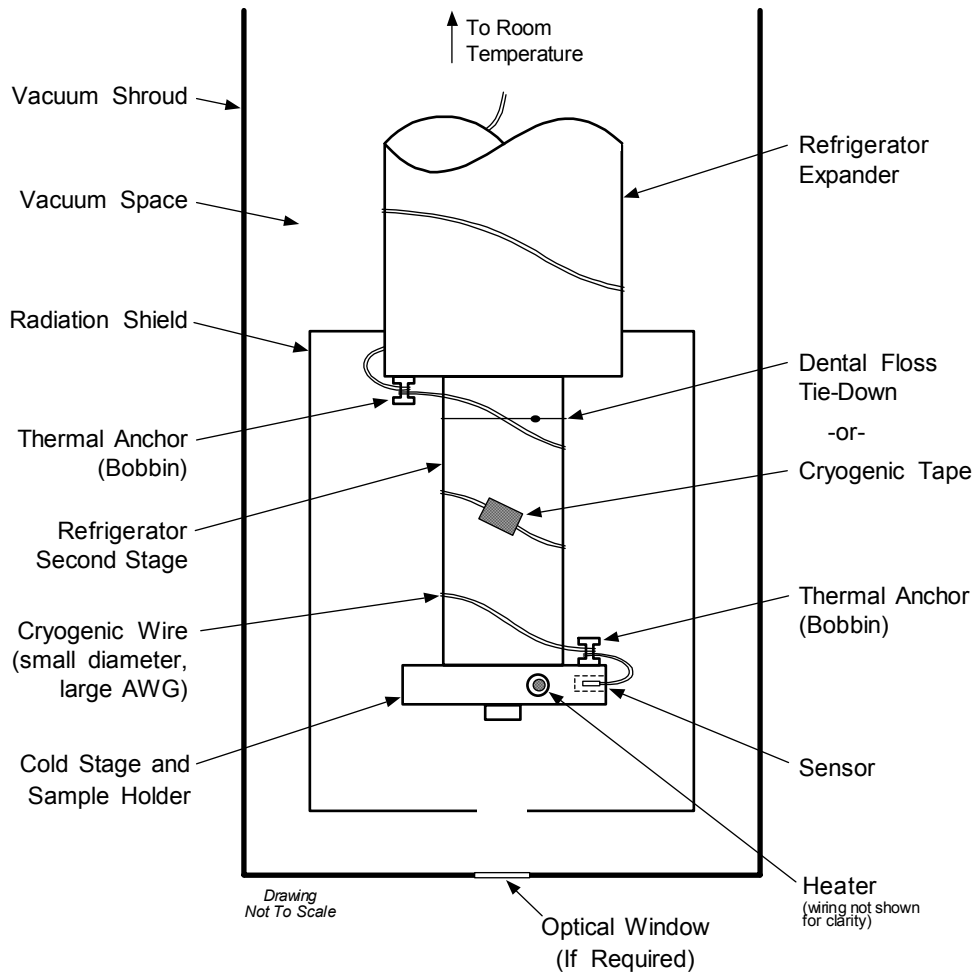 To Room
Temperature
Vacuum Shroud
Vacuum Space
Radiation Shield
Thermal Anchor
(Bobbin)
Refrigerator
Second Stage
Cryogenic Wire
(small diameter,
large AWG)
Cold Stage and
Sample Holder
Drawing
Not To Scale
Optical Window
(If Required)
Refrigerator
Expander
Dental Floss
Tie-Down
-or-
Cryogenic Tape
Thermal Anchor
(Bobbin)
Sensor
Heater
(wiring not shown
for clarity)